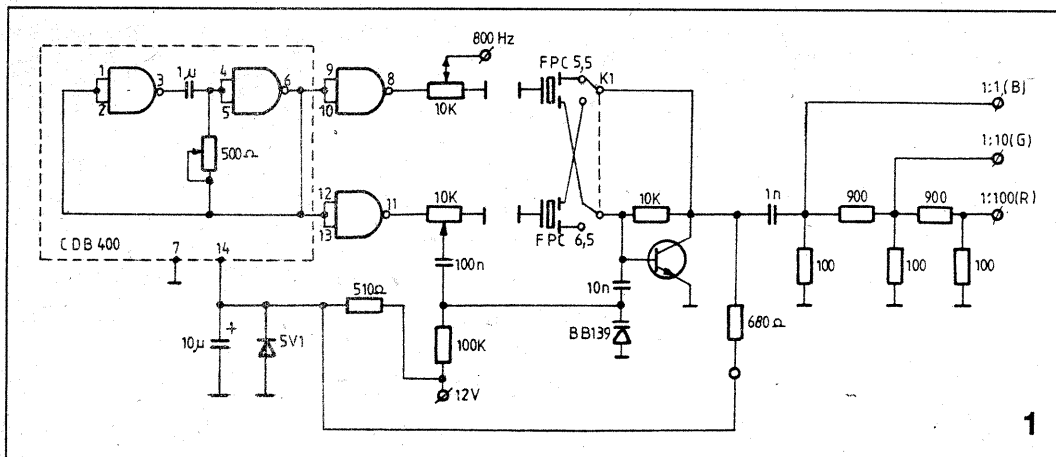 800 Hz
FPC 5,5
K1
1:1 (B)
1 2 3
1µ
4 5 6
9 10 8
10K
500Ω
1:10(G)
12 13 11
10K
FPC 6,5
10K
1n
900
900
1:100(R)
CDB 400
7
14
100n
10n
100
100
100
510Ω
10µ
+
5V1
100K
BB139
680Ω
12V
1